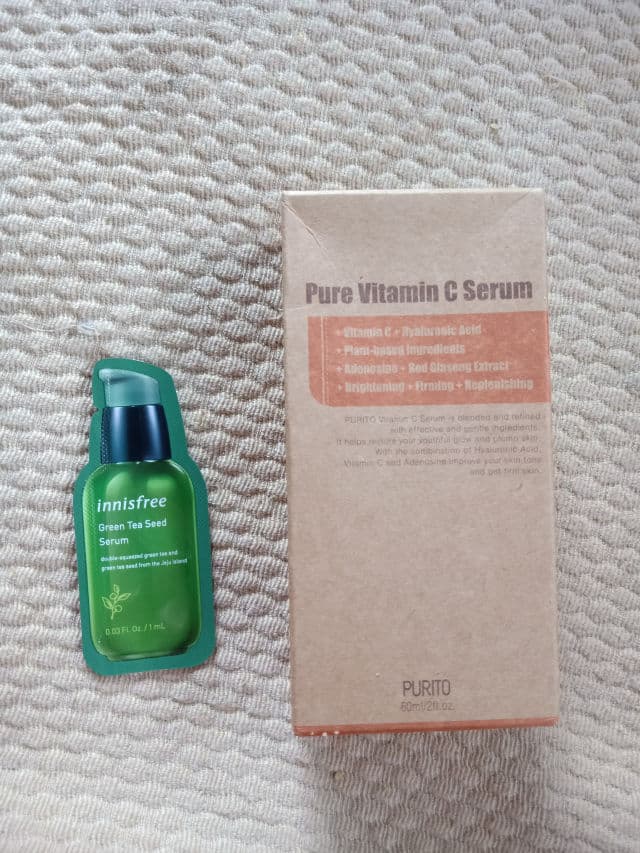 innisfree
Green Tea Seed
Serum
double-squeezed green tea and
green tea seed from the Jeju Island
0.03 Fl. Oz. / 1 mL
Pure Vitamin C Serum
+ Vitamin C + Hyaluronic Acid
+ Plant-based Ingredients
+ Adenosine + Red Ginseng Extract
+ Brightening + Firming + Replenishing
PURITO Vitamin C Serum is blended and refined
with effective and gentle ingredients.
It helps restore your youthful glow and plump skin.
With the combination of Hyaluronic Acid,
Vitamin C and Adenosine improve your skin tone
and get firm skin.
PURITO
60ml/2fl.oz.